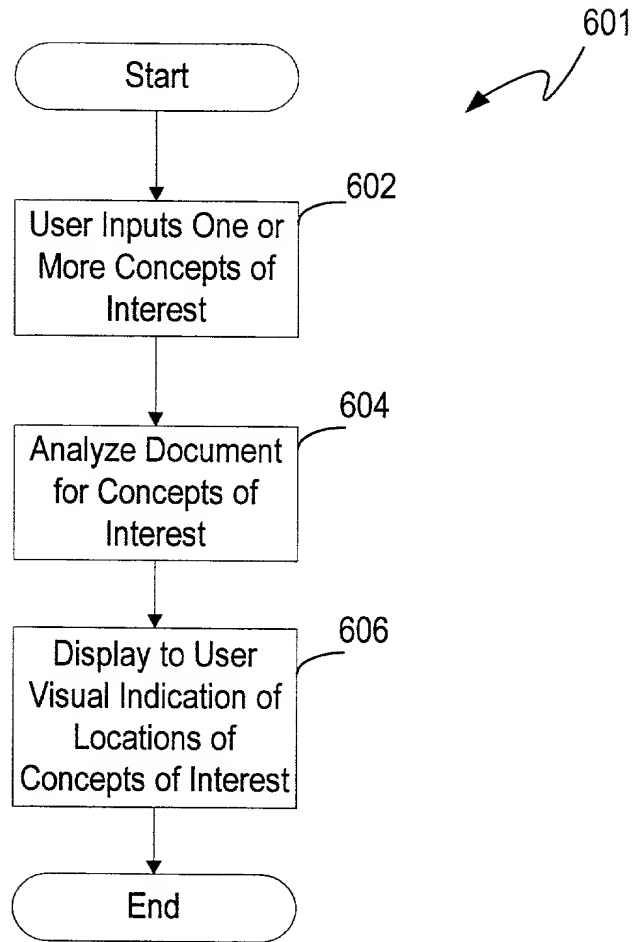 601
Start
602
User Inputs One or
More Concepts of
Interest
604
Analyze Document
for Concepts of
Interest
606
Display to User
Visual Indication of
Locations of
Concepts of Interest
End